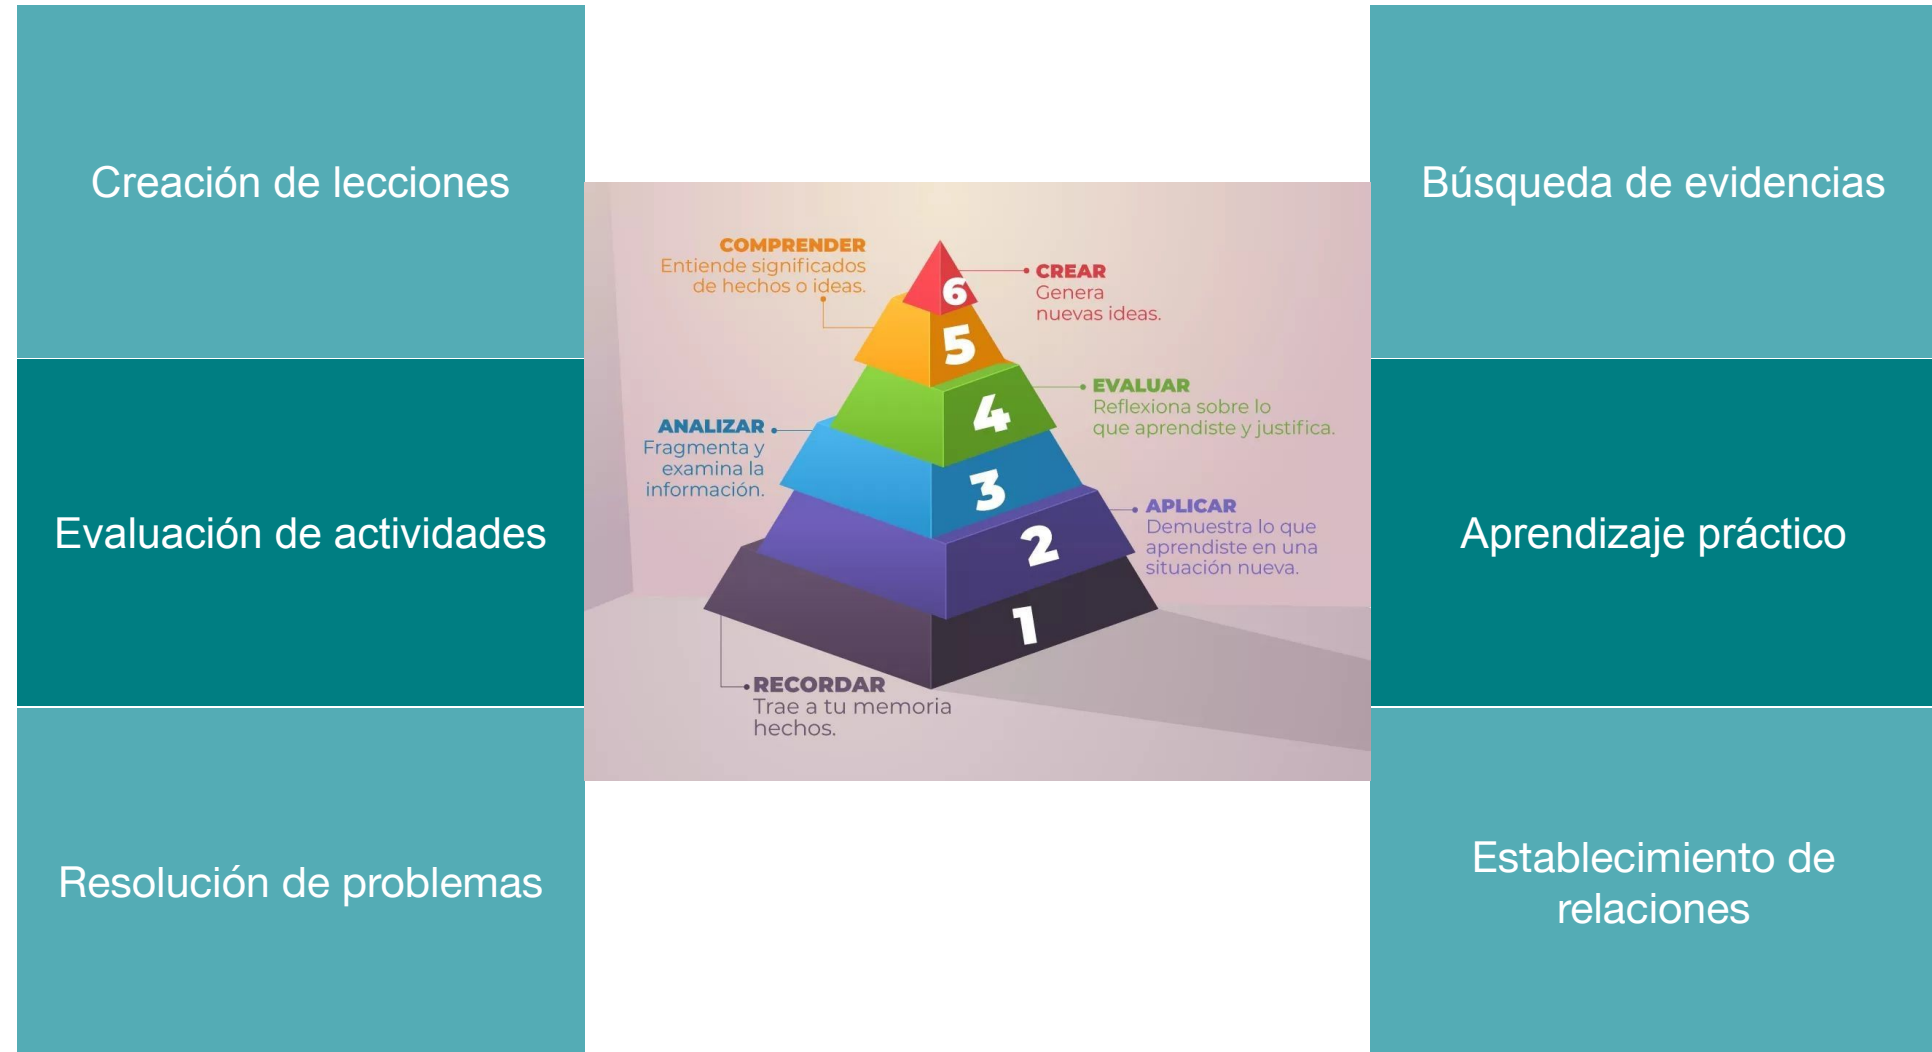 Creación de lecciones
Evaluación de actividades
Resolución de problemas
COMPRENDER
Entiende significados
de hechos o ideas.
6
CREAR
Genera
nuevas ideas.
5
4
EVALUAR
Reflexiona sobre lo
que aprendiste y justifica.
ANALIZAR
Fragmenta y
examina la
información.
3
2
APLICAR
Demuestra lo que
aprendiste en una
situación nueva.
1
RECORDAR
Trae a tu memoria
hechos.
Búsqueda de evidencias
Aprendizaje práctico
Establecimiento de
relaciones